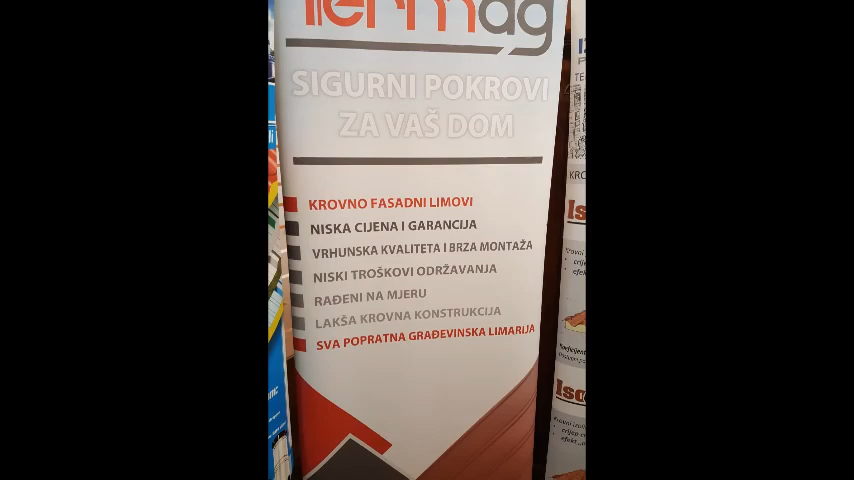 Termag
SIGURNI POKROVI
ZA VAŠ DOM
KROVNO FASADNI LIMOVI
NISKA CIJENA I GARANCIJA
VRHUNSKA KVALITETA I BRZA MONTAŽA
NISKI TROŠKOVI ODRŽAVANJA
RAĐENI NA MJERU
LAKŠA KROVNA KONSTRUKCIJA
SVA POPRATNA GRAĐEVINSKA LIMARIJA